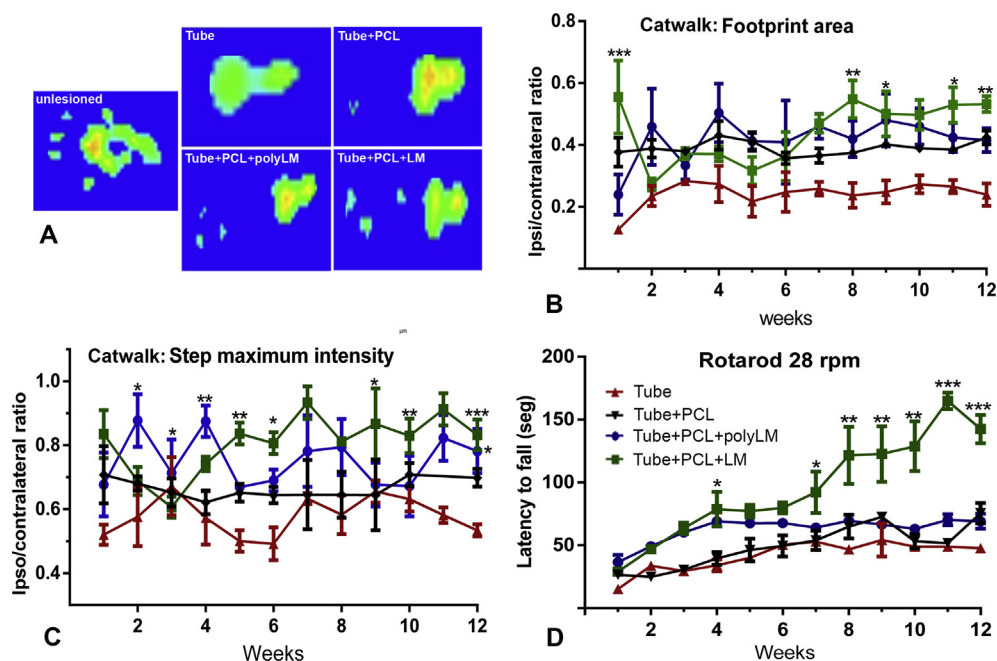 unlesioned
Tube
Tube+PCL
Tube+PCL+polyLM
Tube+PCL+LM
A
Catwalk: Footprint area
Ipsi/contralateral ratio
0.8
0.6
0.4
0.2
***
**
*
*
**
2
4
6
8
10
12
weeks
B
µm
Catwalk: Step maximum intensity
Ipso/contralateral ratio
1.0
0.8
0.6
0.4
*
*
**
**
*
*
**
***
*
2
4
6
8
10
12
Weeks
C
Rotarod 28 rpm
Latency to fall (seg)
200
150
100
50
Tube
Tube+PCL
Tube+PCL+polyLM
Tube+PCL+LM
*
*
**
**
**
***
***
2
4
6
8
10
12
Weeks
D